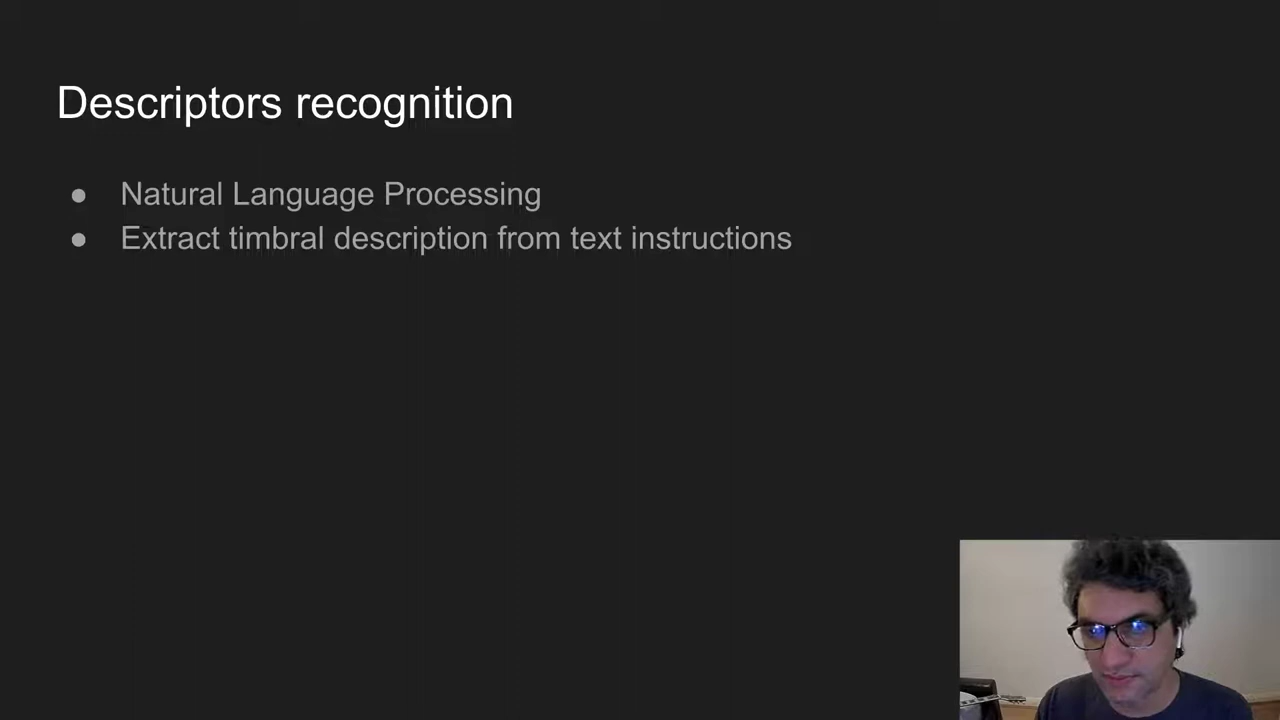 Descriptors recognition
● Natural Language Processing
● Extract timbral description from text instructions